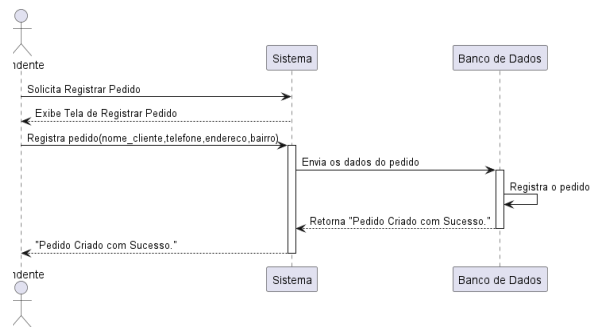 ndente
Sistema
Banco de Dados
Solicita Registrar Pedido
Exibe Tela de Registrar Pedido
Registra pedido(nome_cliente,telefone,endereco,bairro)
Envia os dados do pedido
Registra o pedido
Retorna "Pedido Criado com Sucesso."
"Pedido Criado com Sucesso."
ndente
Sistema
Banco de Dados